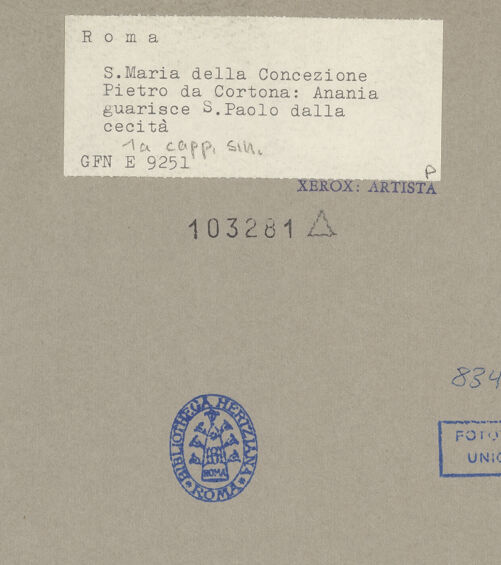 Roma
S.Maria della Concezione
Pietro da Cortona: Anania
guarisce S.Paolo dalla
cecità
1a capp. sin.
GFN E 9251
P
XEROX: ARTISTA
103281
834
FOTO
UNIC
BIBLIOTHECA HERTZIANA
ROMA
ROMA